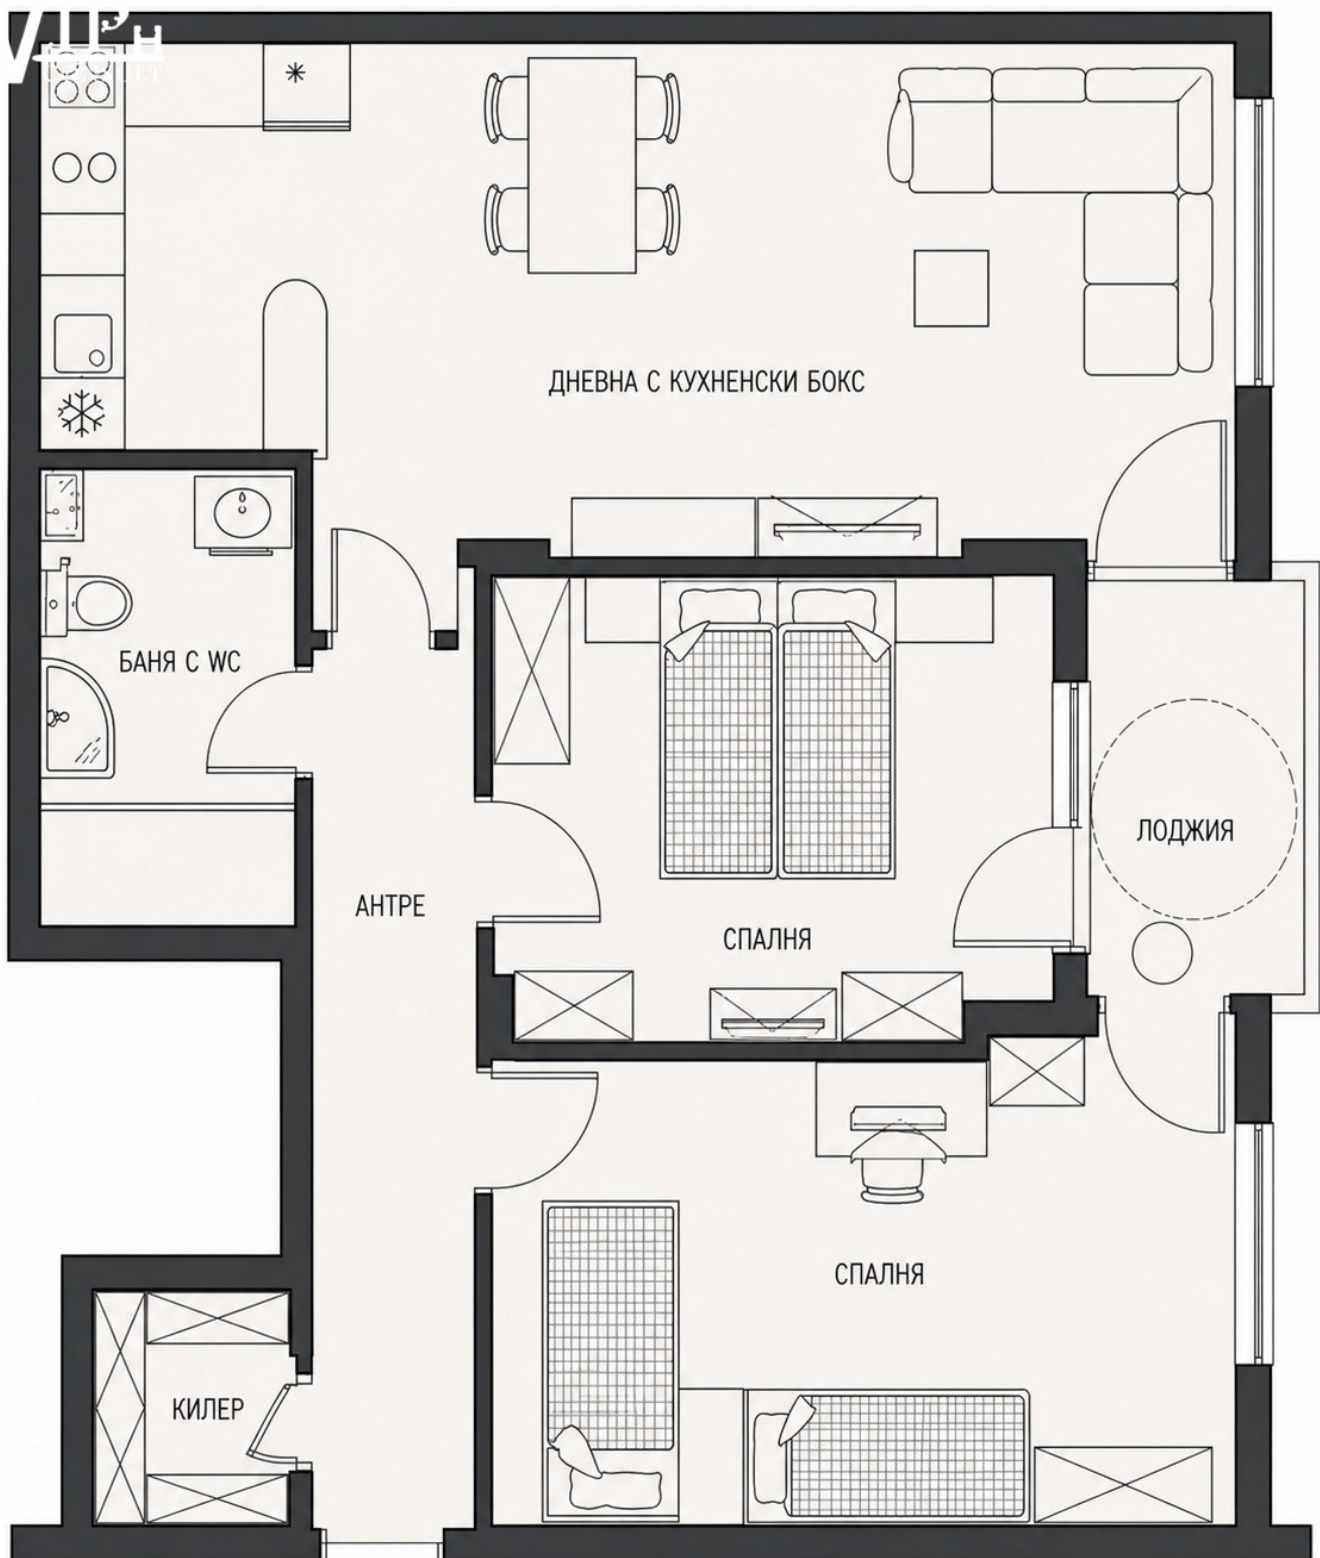 ДНЕВНА С КУХНЕНСКИ БОКС
БАНЯ С WC
ЛОДЖИЯ
АНТРЕ
СПАЛНЯ
СПАЛНЯ
КИЛЕР